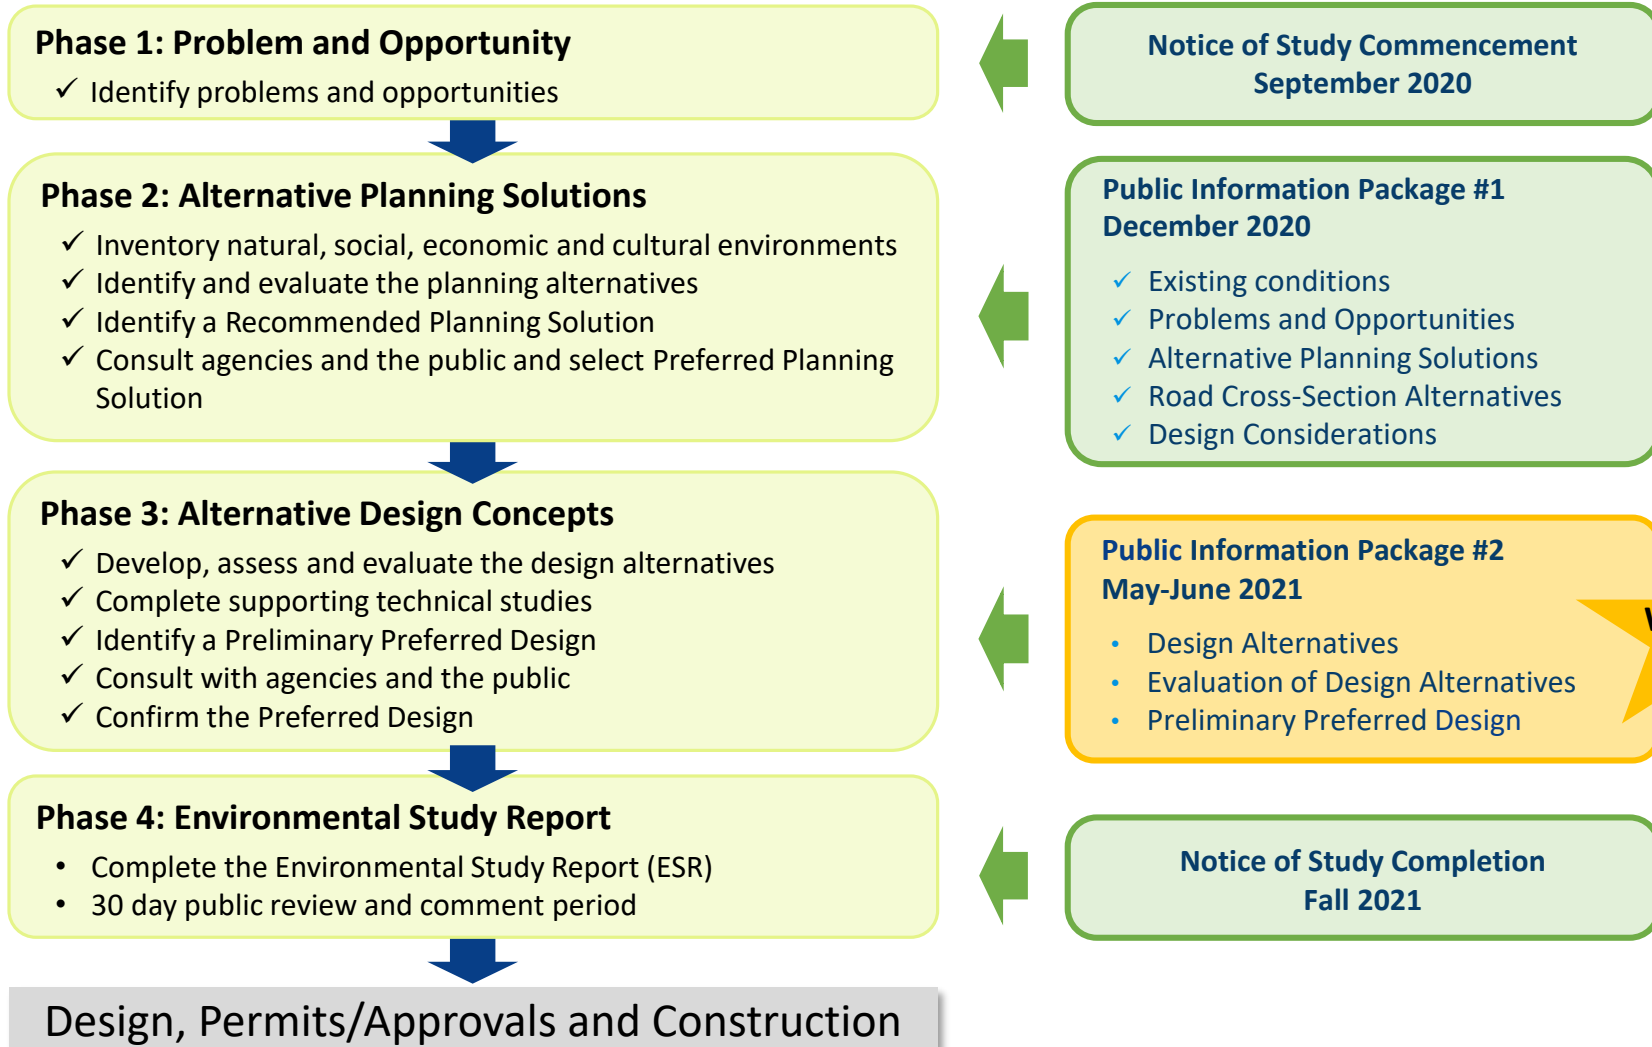 Phase 1: Problem and Opportunity
✓ Identify problems and opportunities
Notice of Study Commencement
September 2020
Phase 2: Alternative Planning Solutions
✓ Inventory natural, social, economic and cultural environments
✓ Identify and evaluate the planning alternatives
✓ Identify a Recommended Planning Solution
✓ Consult agencies and the public and select Preferred Planning
Solution
Public Information Package #1
December 2020
✓ Existing conditions
✓ Problems and Opportunities
✓ Alternative Planning Solutions
✓ Road Cross-Section Alternatives
✓ Design Considerations
Phase 3: Alternative Design Concepts
✓ Develop, assess and evaluate the design alternatives
✓ Complete supporting technical studies
✓ Identify a Preliminary Preferred Design
✓ Consult with agencies and the public
✓ Confirm the Preferred Design
Public Information Package #2
May-June 2021
• Design Alternatives
• Evaluation of Design Alternatives
• Preliminary Preferred Design
Phase 4: Environmental Study Report
• Complete the Environmental Study Report (ESR)
• 30 day public review and comment period
Notice of Study Completion
Fall 2021
Design, Permits/Approvals and Construction